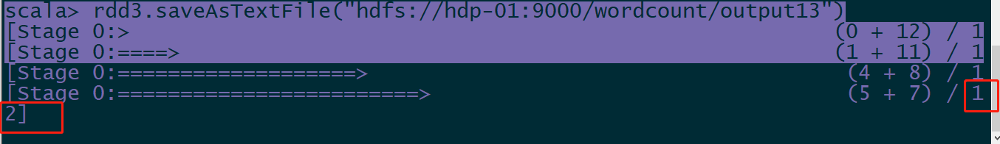 scala> rdd3.saveAsTextFile("hdfs://hdp-01:9000/wordcount/output13")
[Stage 0:> (0 + 12) / 1
[Stage 0:====> (1 + 11) / 1
[Stage 0:===================> (4 + 8) / 1
[Stage 0:========================> (5 + 7) / 1
2]